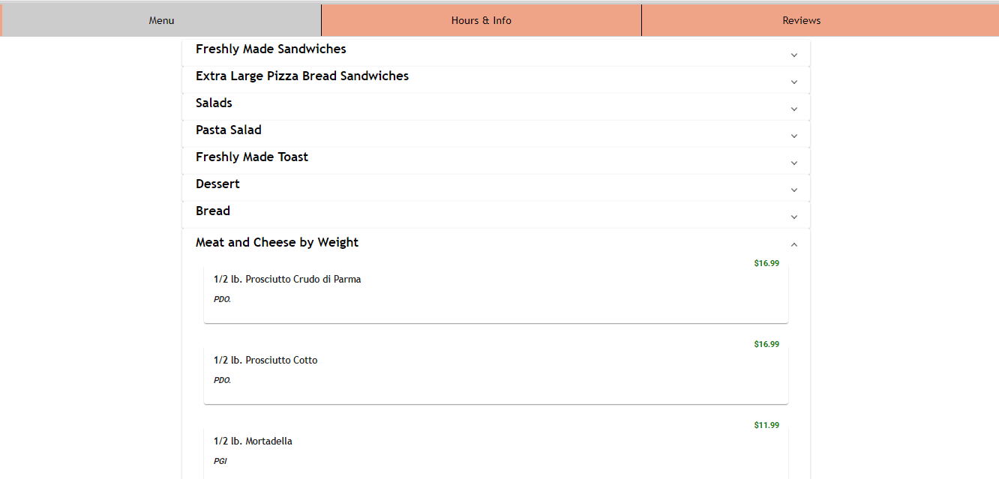 Menu
Hours & Info
Reviews
Freshly Made Sandwiches
Extra Large Pizza Bread Sandwiches
Salads
Pasta Salad
Freshly Made Toast
Dessert
Bread
Meat and Cheese by Weight
$16.99
1/2 lb. Prosciutto Crudo di Parma
PDO.
$16.99
1/2 lb. Prosciutto Cotto
PDO.
$11.99
1/2 lb. Mortadella
PGI